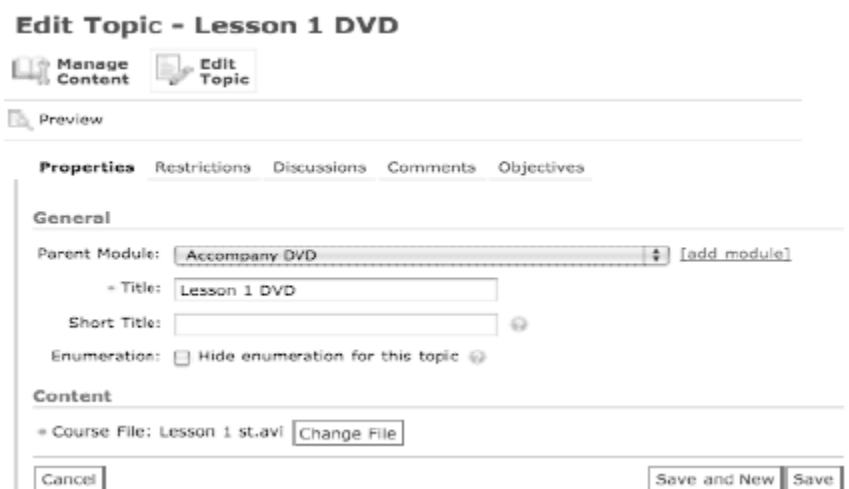 Edit Topic - Lesson 1 DVD
Manage Content Edit Topic
Preview
Properties Restrictions Discussions Comments Objectives
General
Parent Module: Accompany DVD [add module]
* Title: Lesson 1 DVD
Short Title:
Enumeration: Hide enumeration for this topic
Content
* Course File: Lesson 1 st.avi Change File
Cancel Save and New Save